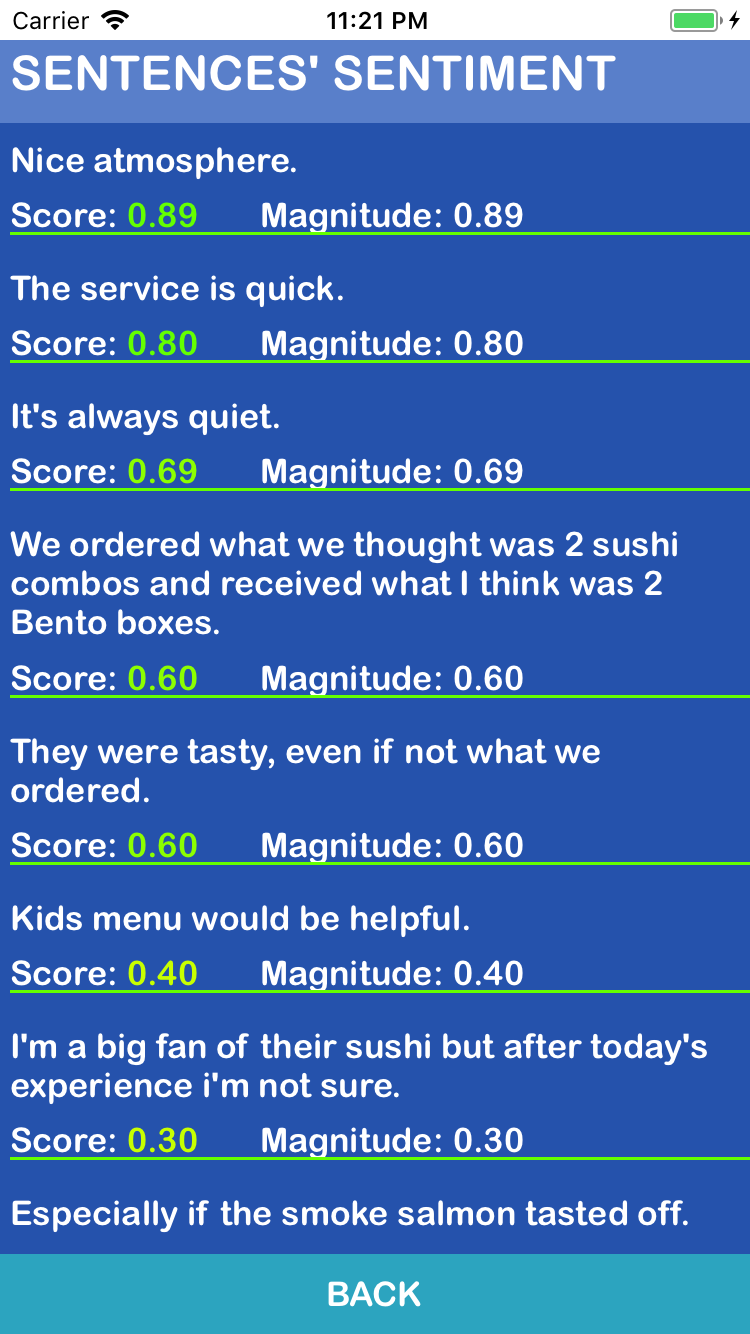 Carrier 11:21 PM
SENTENCES' SENTIMENT
Nice atmosphere.
Score: 0.89 Magnitude: 0.89
The service is quick.
Score: 0.80 Magnitude: 0.80
It's always quiet.
Score: 0.69 Magnitude: 0.69
We ordered what we thought was 2 sushi
combos and received what I think was 2
Bento boxes.
Score: 0.60 Magnitude: 0.60
They were tasty, even if not what we
ordered.
Score: 0.60 Magnitude: 0.60
Kids menu would be helpful.
Score: 0.40 Magnitude: 0.40
I'm a big fan of their sushi but after today's
experience i'm not sure.
Score: 0.30 Magnitude: 0.30
Especially if the smoke salmon tasted off.
BACK